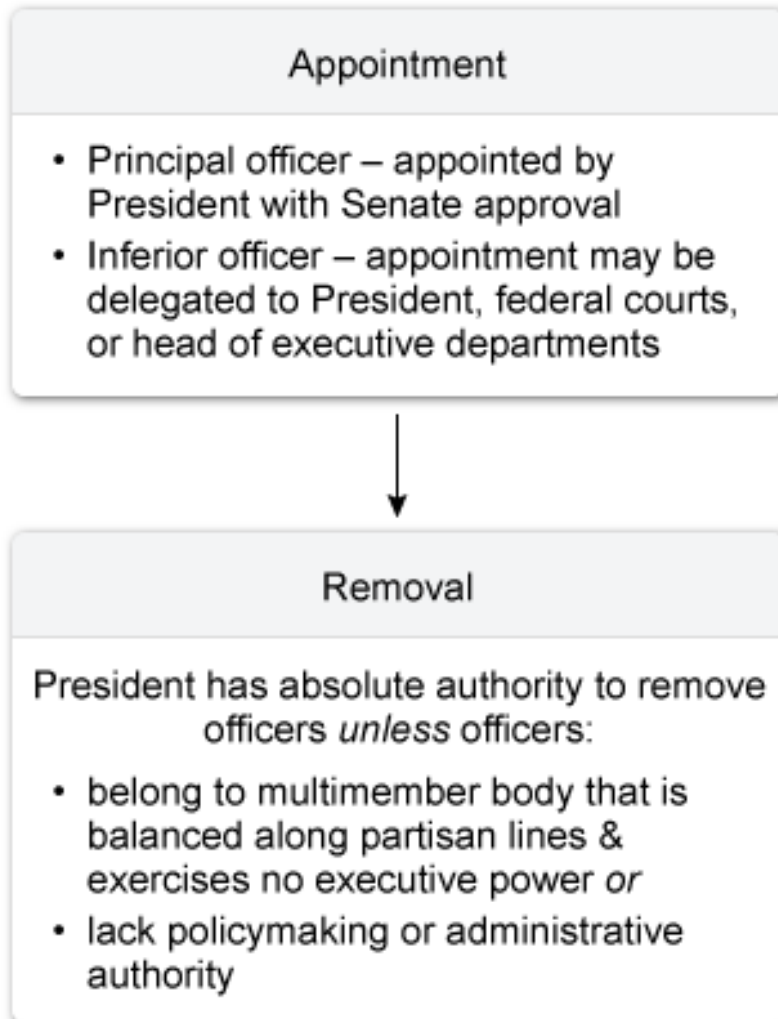 Appointment
• Principal officer – appointed by
President with Senate approval
• Inferior officer – appointment may be
delegated to President, federal courts,
or head of executive departments
Removal
President has absolute authority to remove
officers unless officers:
• belong to multimember body that is
balanced along partisan lines &
exercises no executive power or
• lack policymaking or administrative
authority